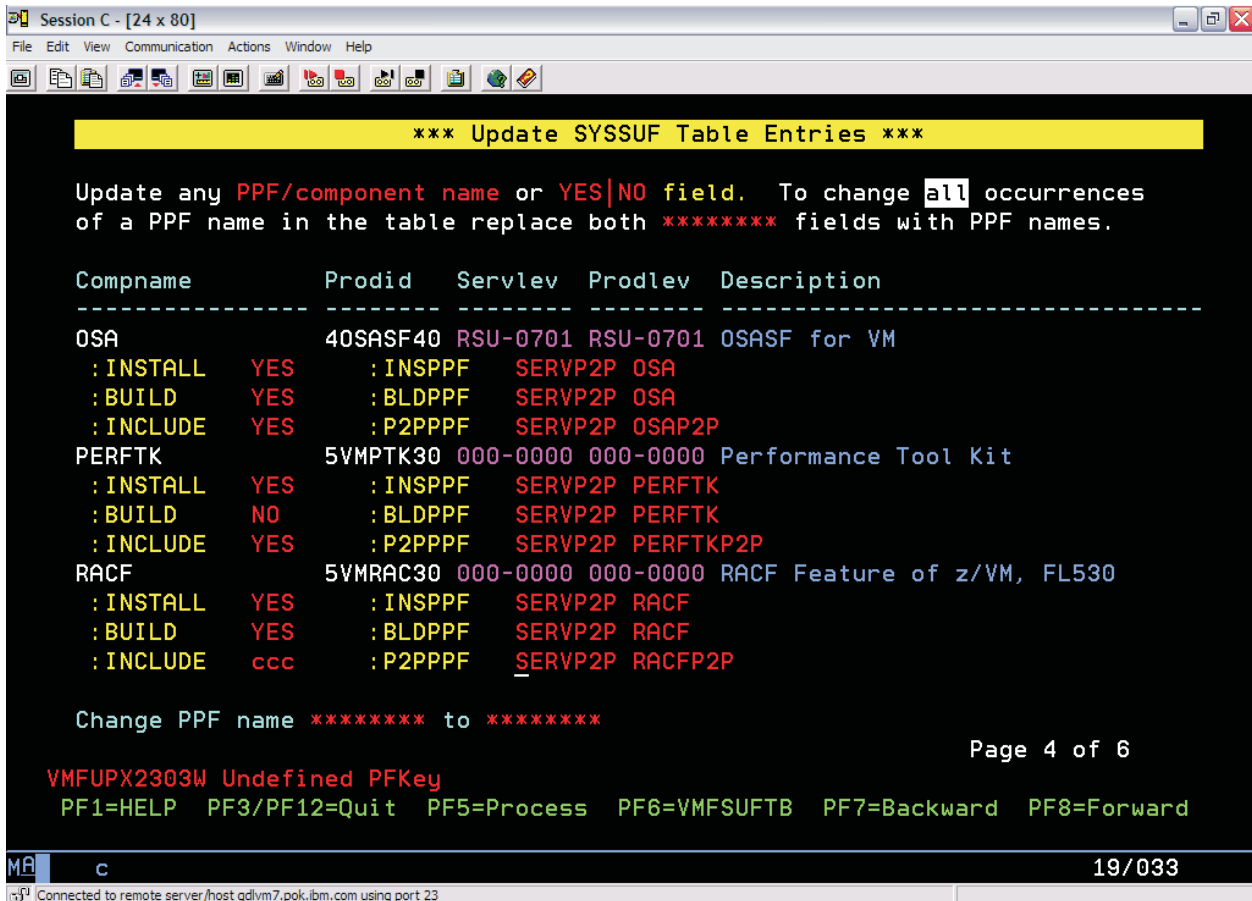 Session C - [24 x 80]
File Edit View Communication Actions Window Help
*** Update SYSSUF Table Entries ***
Update any PPF/component name or YES|NO field. To change all occurrences
of a PPF name in the table replace both ******** fields with PPF names.
Compname Prodid Servlev Prodlev Description
---------------- -------- -------- -------- ---------------------------------
OSA 4OSASF40 RSU-0701 RSU-0701 OSASF for VM
:INSTALL YES :INSPPF SERVP2P OSA
:BUILD YES :BLDPPF SERVP2P OSA
:INCLUDE YES :P2PPPF SERVP2P OSAP2P
PERFTK 5VMPTK30 000-0000 000-0000 Performance Tool Kit
:INSTALL YES :INSPPF SERVP2P PERFTK
:BUILD NO :BLDPPF SERVP2P PERFTK
:INCLUDE YES :P2PPPF SERVP2P PERFTKP2P
RACF 5VMRAC30 000-0000 000-0000 RACF Feature of z/VM, FL530
:INSTALL YES :INSPPF SERVP2P RACF
:BUILD YES :BLDPPF SERVP2P RACF
:INCLUDE ccc :P2PPPF SERVP2P RACFP2P
Change PPF name ******** to ********
Page 4 of 6
VMFUPX2303W Undefined PFKey
PF1=HELP PF3/PF12=Quit PF5=Process PF6=VMFSUFTB PF7=Backward PF8=Forward
MA c 19/033
Connected to remote server/host gdlvm7.pok.ibm.com using port 23